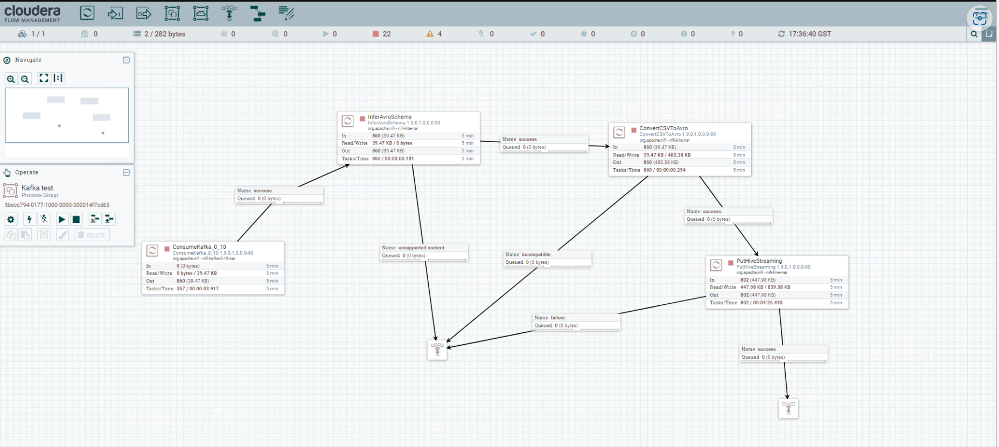 cloudera
FLOW MANAGEMENT
1 / 1
0
2 / 282 bytes
0
0
0
22
4
0
0
0
0
0
0
17:36:40 GST
Navigate
Operate
Kafka test
Process Group
5becc794-0177-1000-0000-000014f7cd63
DELETE
InferAvroSchema
InferAvroSchema 1.9.0.1.0.0.0-90
org.apache.nifi - nifi-kite-nar
In 860 (39.47 KB) 5 min
Read/Write 39.47 KB / 0 bytes 5 min
Out 860 (39.47 KB) 5 min
Tasks/Time 860 / 00:00:00.181 5 min
Name success
Queued 0 (0 bytes)
ConvertCSVToAvro
ConvertCSVToAvro 1.9.0.1.0.0.0-90
org.apache.nifi - nifi-kite-nar
In 860 (39.47 KB) 5 min
Read/Write 39.47 KB / 480.38 KB 5 min
Out 860 (480.38 KB) 5 min
Tasks/Time 860 / 00:00:00.254 5 min
Name success
Queued 0 (0 bytes)
Name success
Queued 0 (0 bytes)
ConsumeKafka_0_10
ConsumeKafka_0_10 1.9.0.1.0.0.0-90
org.apache.nifi - nifi-kafka-0-10-nar
In 0 (0 bytes) 5 min
Read/Write 0 bytes / 39.47 KB 5 min
Out 860 (39.47 KB) 5 min
Tasks/Time 367 / 00:00:03.917 5 min
Name unsupported content
Queued 0 (0 bytes)
Name incompatible
Queued 0 (0 bytes)
PutHiveStreaming
PutHiveStreaming 1.9.0.1.0.0.0-90
org.apache.nifi - nifi-hive-nar
In 802 (447.98 KB) 5 min
Read/Write 447.98 KB / 839.58 KB 5 min
Out 802 (447.98 KB) 5 min
Tasks/Time 802 / 00:04:26.495 5 min
Name failure
Queued 0 (0 bytes)
Name success
Queued 0 (0 bytes)